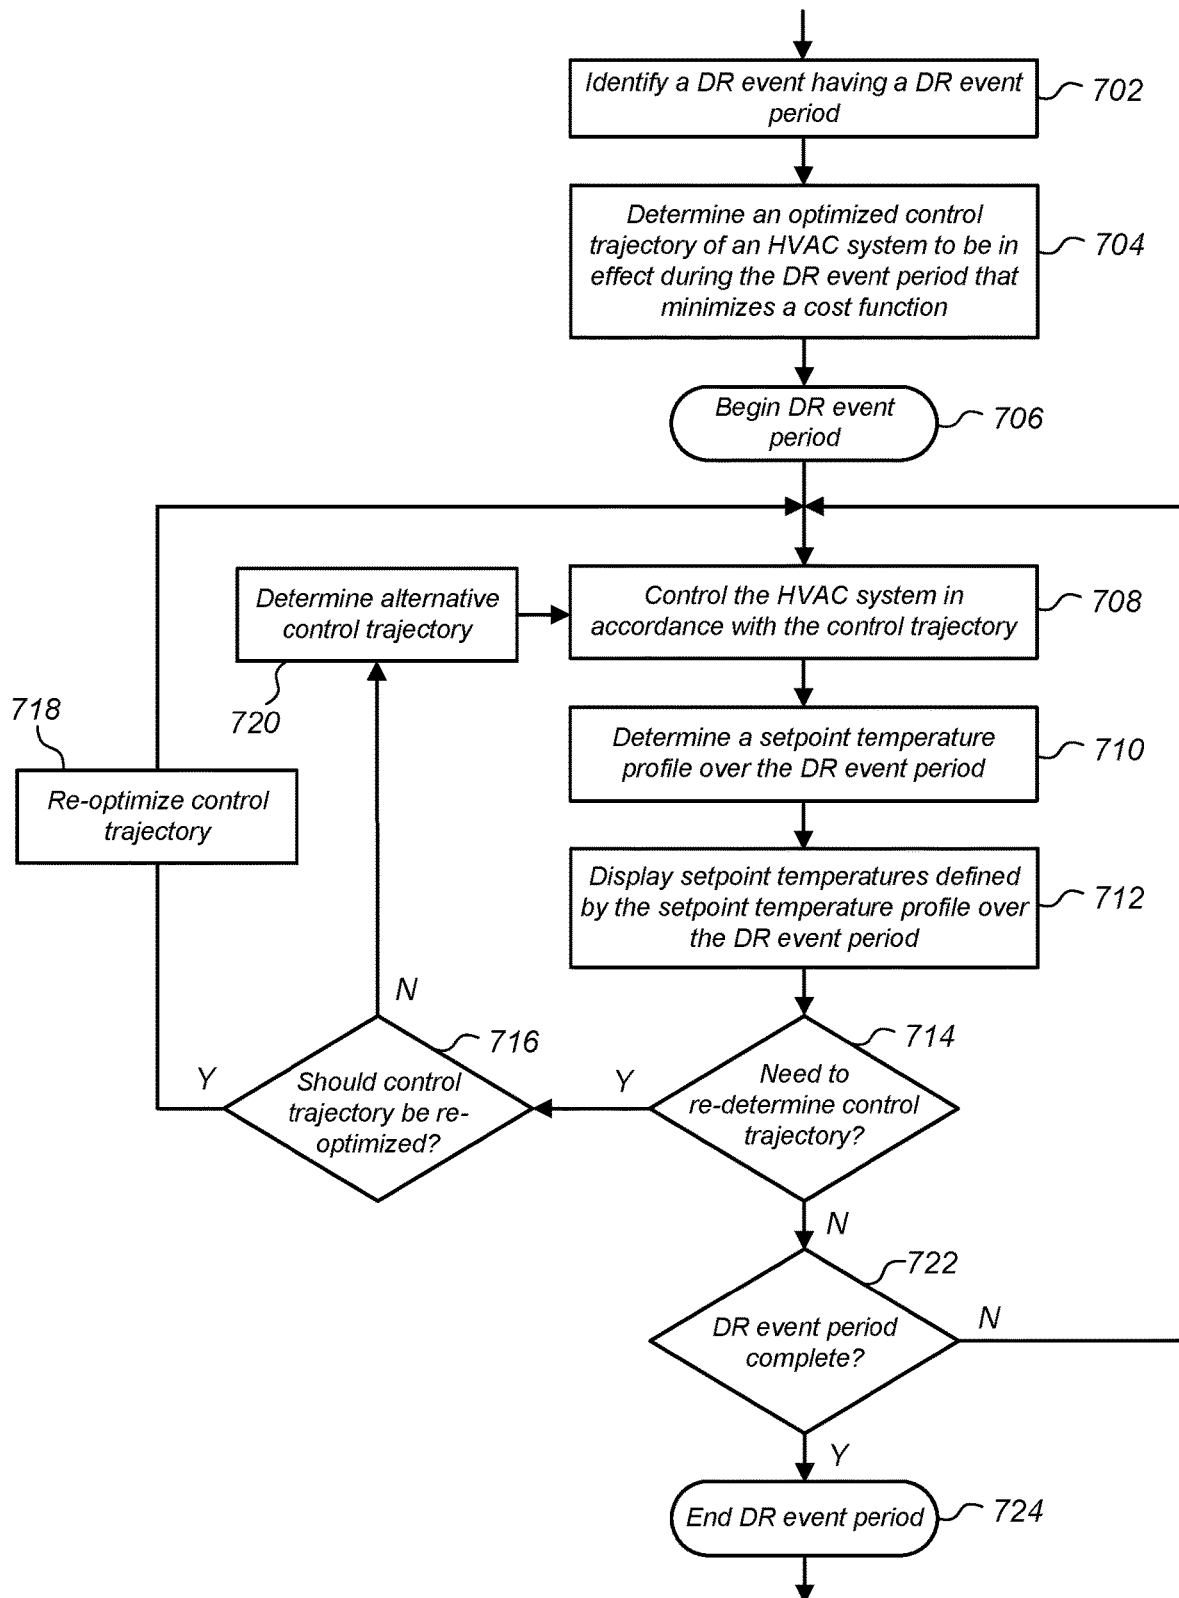 Identify a DR event having a DR event
period
702
Determine an optimized control
trajectory of an HVAC system to be in
effect during the DR event period that
minimizes a cost function
704
Begin DR event
period
706
Determine alternative
control trajectory
720
Control the HVAC system in
accordance with the control trajectory
708
718
Re-optimize control
trajectory
Determine a setpoint temperature
profile over the DR event period
710
Display setpoint temperatures defined
by the setpoint temperature profile over
the DR event period
712
N
716
Y
Should control
trajectory be re-
optimized?
Y
714
Need to
re-determine control
trajectory?
N
722
DR event period
complete?
N
Y
End DR event period
724